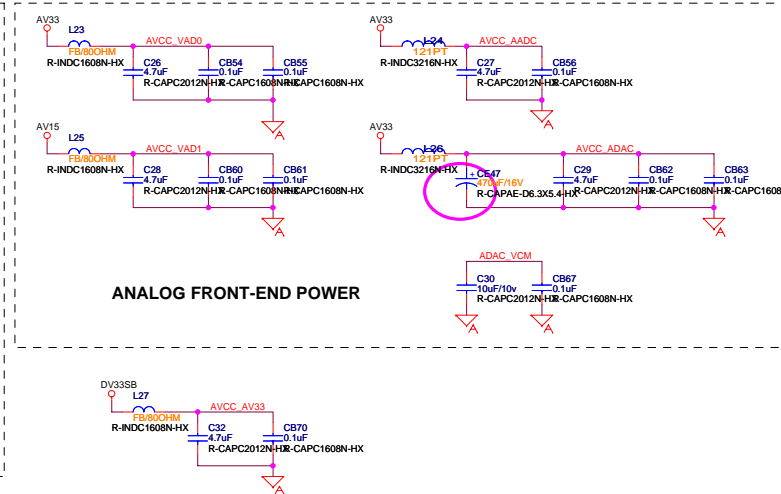 AV33
L23
AVCC_VAD0
FB/80OHM
R-INDC1608N-HX
C26
4.7uF
R-CAPC2012N-HX
CB54
0.1uF
R-CAPC1608N-HX
CB55
0.1uF
R-CAPC1608N-HX
A
AV33
L24
AVCC_AADC
121PT
R-INDC3216N-HX
C27
4.7uF
R-CAPC2012N-HX
CB56
0.1uF
R-CAPC1608N-HX
A
AV15
L25
AVCC_VAD1
FB/80OHM
R-INDC1608N-HX
C28
4.7uF
R-CAPC2012N-HX
CB60
0.1uF
R-CAPC1608N-HX
CB61
0.1uF
R-CAPC1608N-HX
A
AV33
L26
AVCC_ADAC
121PT
R-INDC3216N-HX
+
CE47
470uF/16V
R-CAPAE-D6.3X5.4-HX
C29
4.7uF
R-CAPC2012N-HX
CB62
0.1uF
R-CAPC1608N-HX
CB63
0.1uF
R-CAPC1608
A
ADAC_VCM
C30
10uF/10v
R-CAPC2012N-HX
CB67
0.1uF
R-CAPC1608N-HX
A
A
ANALOG FRONT-END POWER
DV33SB
L27
AVCC_AV33
FB/80OHM
R-INDC1608N-HX
C32
4.7uF
R-CAPC2012N-HX
CB70
0.1uF
R-CAPC1608N-HX
A